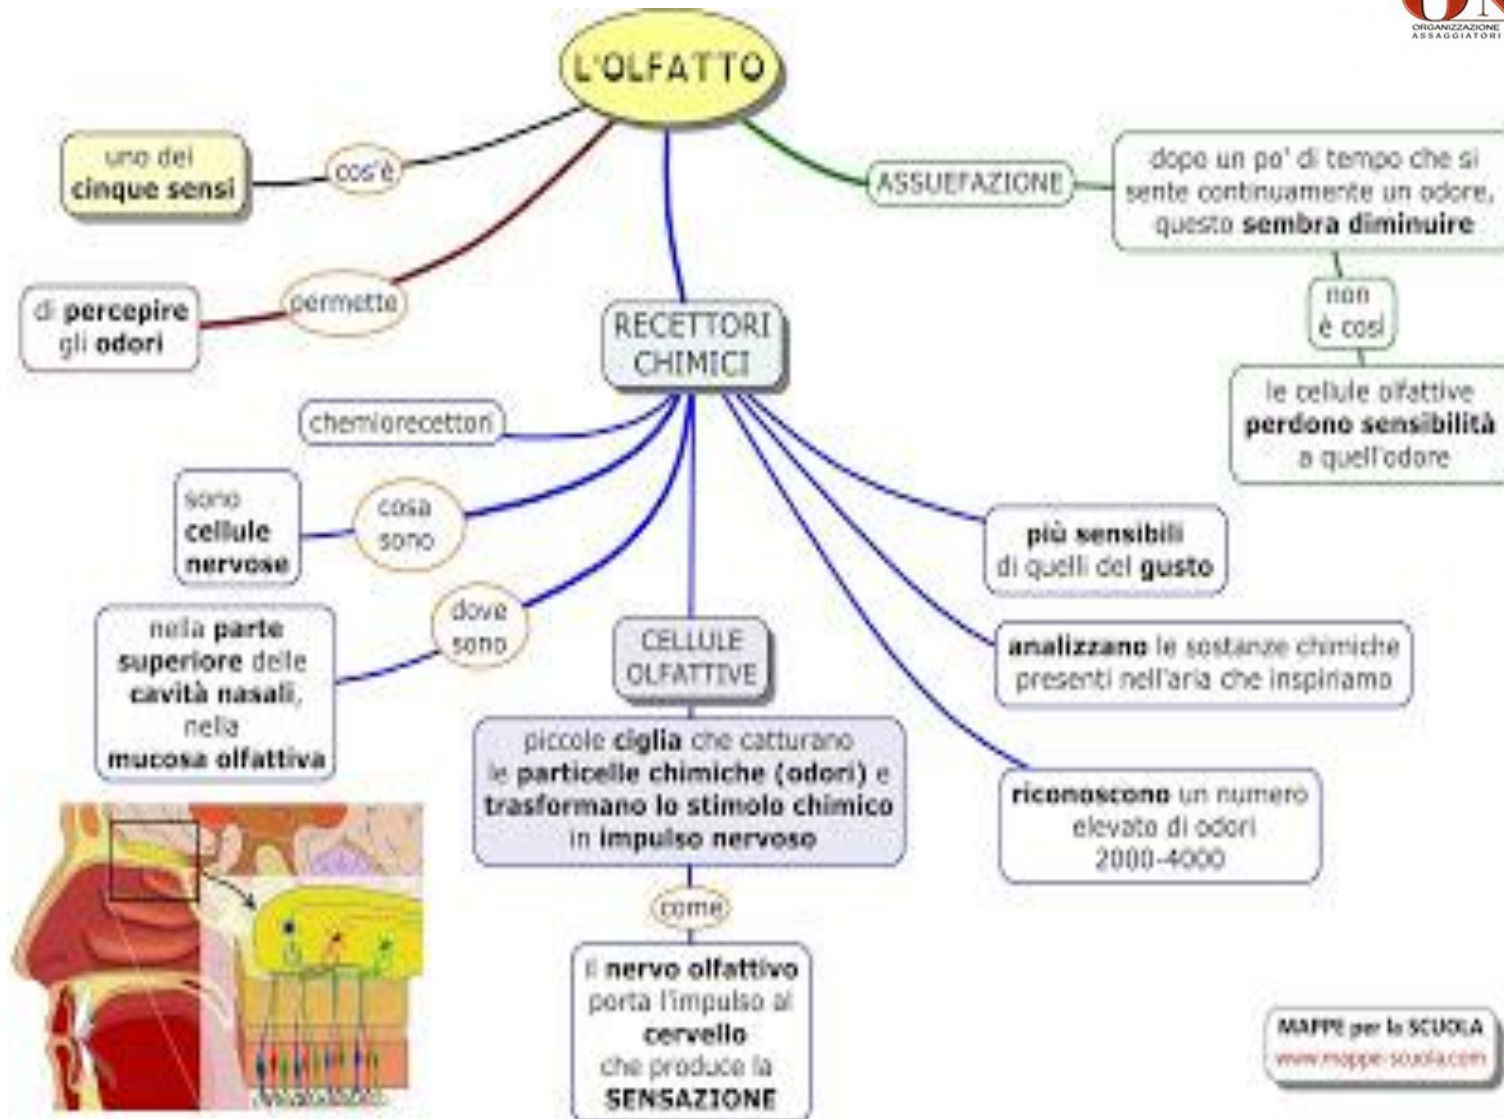 ORGANIZZAZIONE
ASSAGGIATORI
L'OLFATTO
cos'è
uno dei
cinque sensi
permette
di percepire
gli odori
ASSUEFAZIONE
dopo un po' di tempo che si
sente continuamente un odore,
questo sembra diminuire
non
è così
le cellule olfattive
perdono sensibilità
a quell'odore
RECETTORI
CHIMICI
chemiorecettori
cosa
sono
sono
cellule
nervose
dove
sono
nella parte
superiore delle
cavità nasali,
nella
mucosa olfattiva
CELLULE
OLFATTIVE
piccole ciglia che catturano
le particelle chimiche (odori) e
trasformano lo stimolo chimico
in impulso nervoso
come
il nervo olfattivo
porta l'impulso al
cervello
che produce la
SENSAZIONE
più sensibili
di quelli del gusto
analizzano le sostanze chimiche
presenti nell'aria che inspiriamo
riconoscono un numero
elevato di odori
2000-4000
MAPPE per la SCUOLA
www.mappe-scuola.com